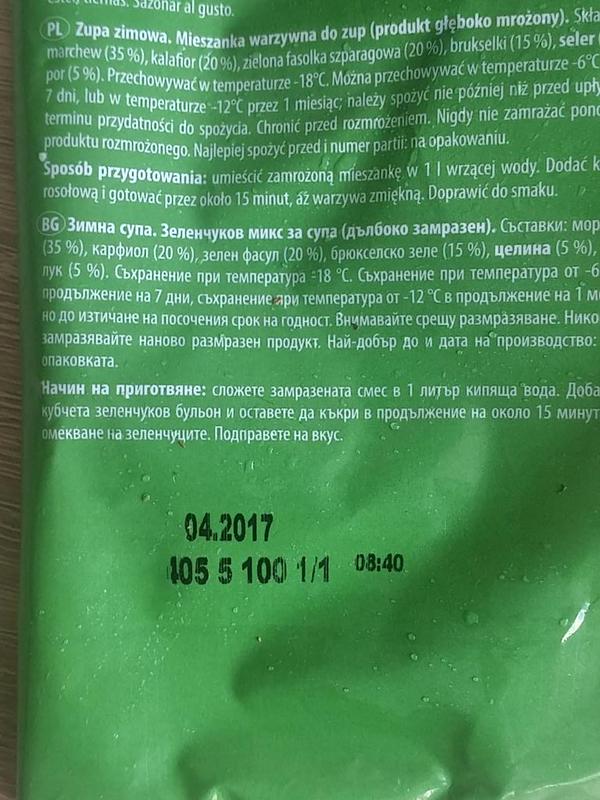 tiernas. Sazonar al gusto.
PL Zupa zimowa. Mieszanka warzywna do zup (produkt głęboko mrożony).
marchew (35 %), kalafior (20 %), zielona fasolka szparagowa (20 %), brukselki (15 %), seler
por (5 %). Przechowywać w temperaturze -18°C. Można przechowywać w temperaturze -6°C
7 dni, lub w temperaturze -12°C przez 1 miesiąc; należy spożyć nie później niż przed
terminu przydatności do spożycia. Chronić przed rozmrożeniem. Nigdy nie zamrażać
produktu rozmrożonego. Najlepiej spożyć przed i numer partii: na opakowaniu.
Sposób przygotowania: umieścić zamrożoną mieszankę w 1 l wrzącej wody. Dodać
rosołową i gotować przez około 15 minut, aż warzywa zmiękną. Doprawić do smaku.
BG Зимна супа. Зеленчуков микс за супа (дълбоко замразен). Съставки:
(35 %), карфиол (20 %), зелен фасул (20 %), брюкселско зеле (15 %), целина (5 %),
лук (5 %). Съхранение при температура -18 °C. Съхранение при температура от -6
продължение на 7 дни, съхранение при температура от -12 °C в продължение на 1
но до изтичане на посочения срок на годност. Внимавайте срещу размразяване.
замразявайте наново размразен продукт. Най-добър до и дата на производство:
опаковката.
Начин на приготвяне: сложете замразената смес в 1 литър кипяща вода.
кубчета зеленчуков бульон и оставете да къкри в продължение на около 15
омекване на зеленчуците. Подправете на вкус.
04.2017
405 5 100 1/1 08:40